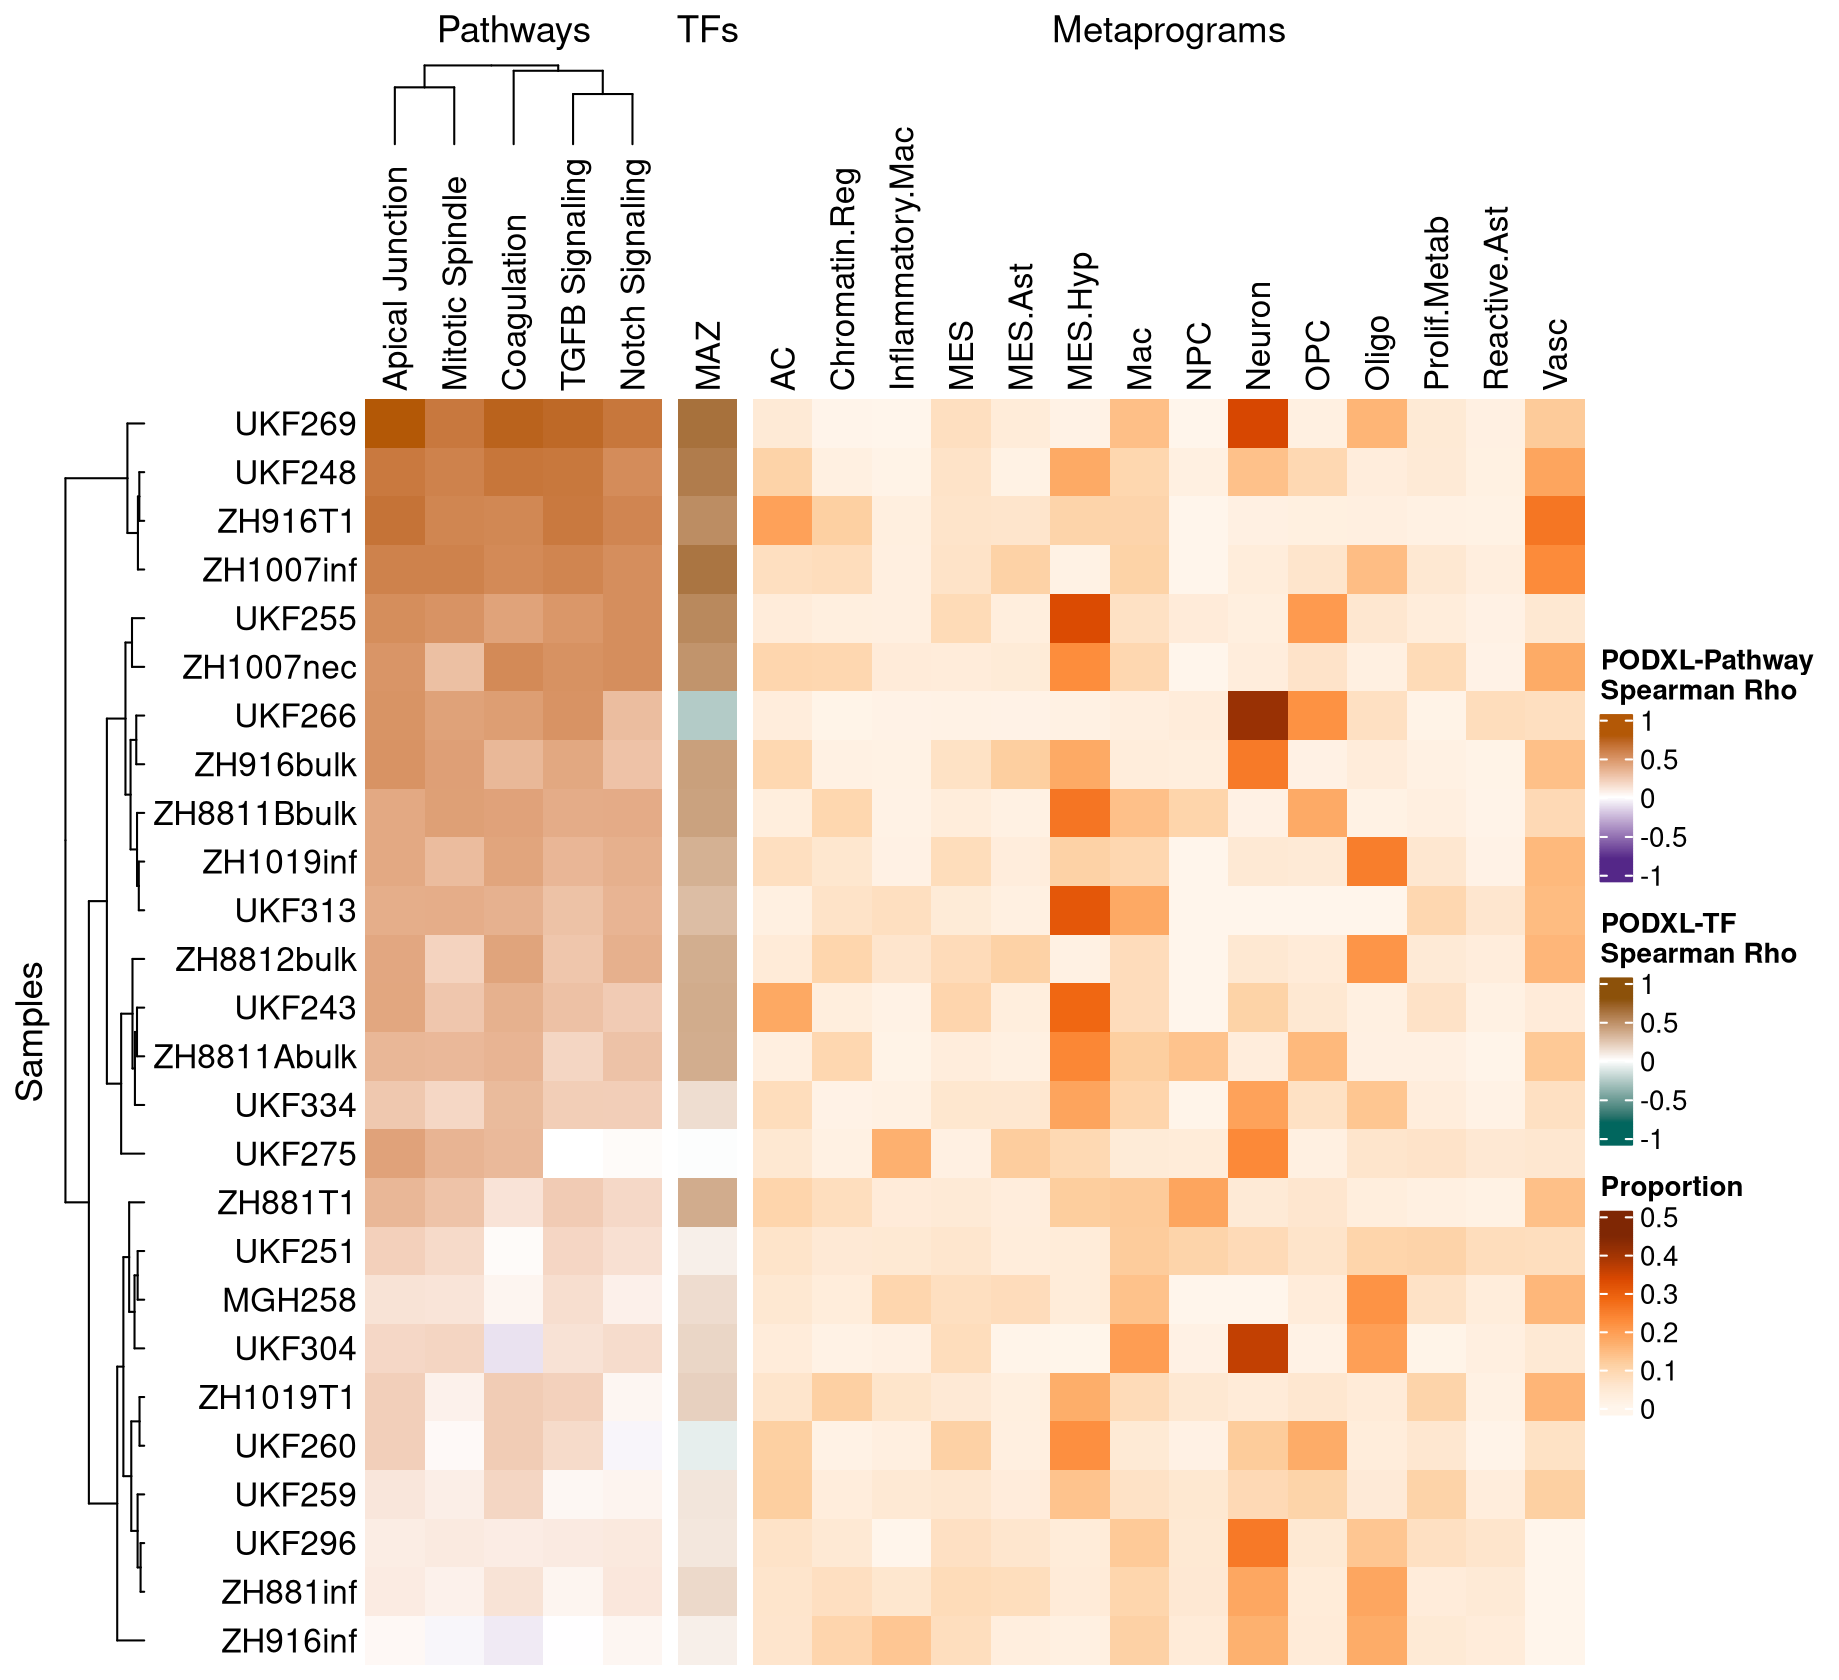 Pathways
TFs
Metaprograms
Apical Junction
Mitotic Spindle
Coagulation
TGFB Signaling
Notch Signaling
MAZ
AC
Chromatin.Reg
Inflammatory.Mac
MES
MES.Ast
MES.Hyp
Mac
NPC
Neuron
OPC
Oligo
Prolif.Metab
Reactive.Ast
Vasc
Samples
UKF269
UKF248
ZH916T1
ZH1007inf
UKF255
ZH1007nec
UKF266
ZH916bulk
ZH8811Bbulk
ZH1019inf
UKF313
ZH8812bulk
UKF243
ZH8811Abulk
UKF334
UKF275
ZH881T1
UKF251
MGH258
UKF304
ZH1019T1
UKF260
UKF259
UKF296
ZH881inf
ZH916inf
PODXL-Pathway
Spearman Rho
1
0.5
0
-0.5
-1
PODXL-TF
Spearman Rho
1
0.5
0
-0.5
-1
Proportion
0.5
0.4
0.3
0.2
0.1
0